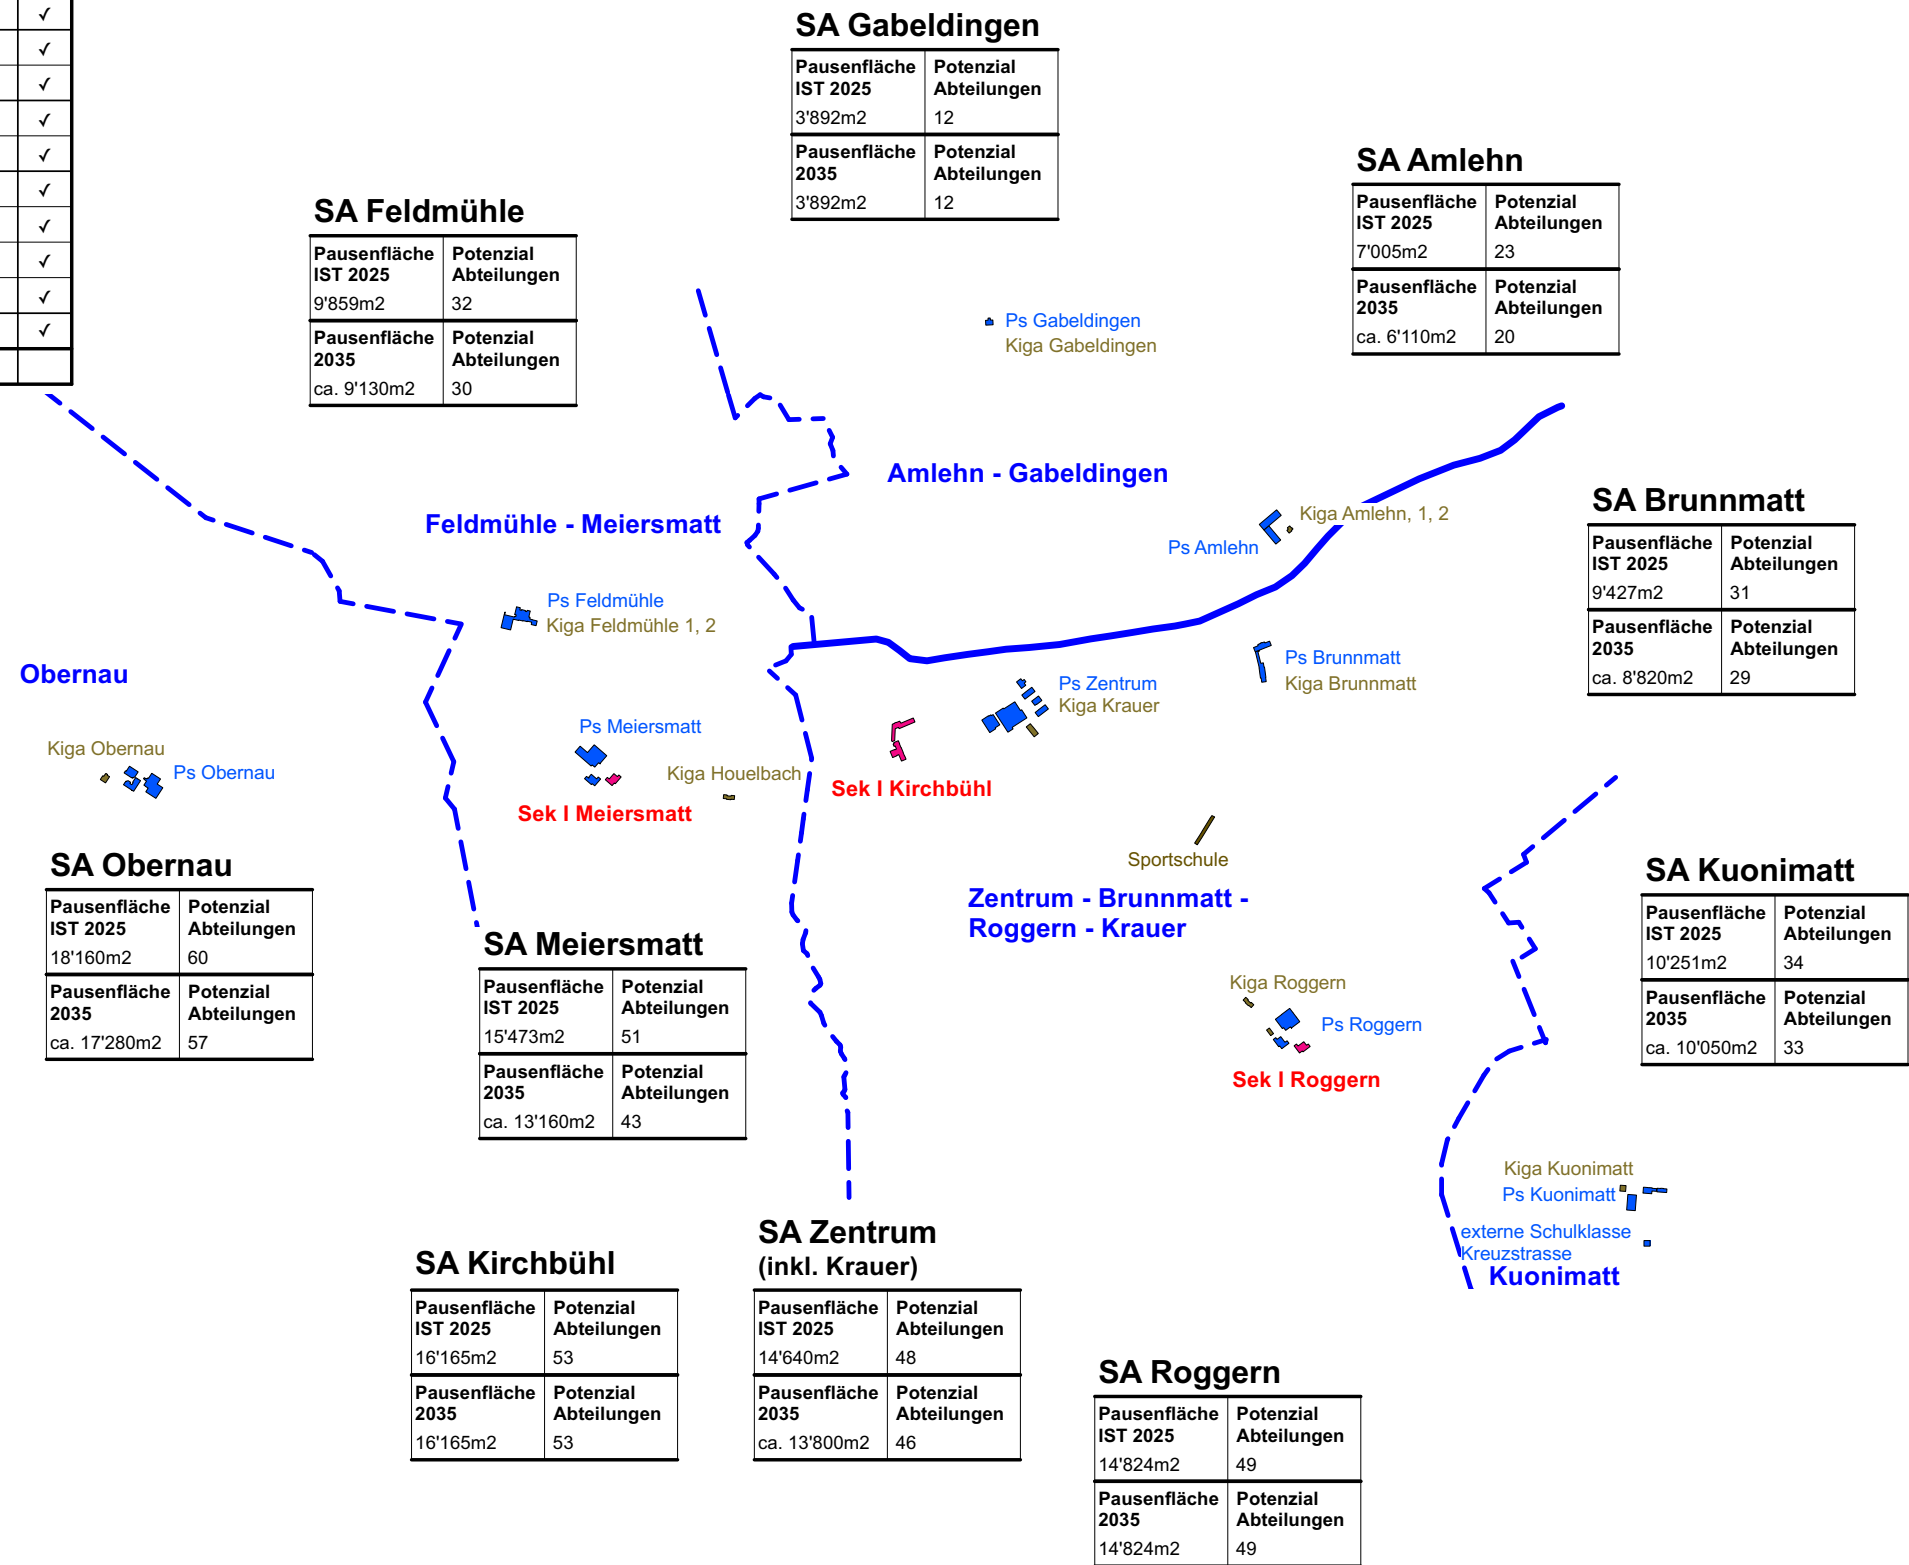 ✓
✓
✓
✓
✓
✓
✓
✓
✓
✓
SA Gabeldingen
Pausenfläche IST 2025
Potenzial Abteilungen
3'892m2
12
Pausenfläche 2035
Potenzial Abteilungen
3'892m2
12
SA Amlehn
Pausenfläche IST 2025
Potenzial Abteilungen
7'005m2
23
Pausenfläche 2035
Potenzial Abteilungen
ca. 6'110m2
20
SA Feldmühle
Pausenfläche IST 2025
Potenzial Abteilungen
9'859m2
32
Pausenfläche 2035
Potenzial Abteilungen
ca. 9'130m2
30
Ps Gabeldingen
Kiga Gabeldingen
Amlehn - Gabeldingen
Feldmühle - Meiersmatt
Kiga Amlehn, 1, 2
Ps Amlehn
SA Brunnmatt
Pausenfläche IST 2025
Potenzial Abteilungen
9'427m2
31
Pausenfläche 2035
Potenzial Abteilungen
ca. 8'820m2
29
Ps Feldmühle
Kiga Feldmühle 1, 2
Obernau
Ps Brunnmatt
Kiga Brunnmatt
Ps Zentrum
Kiga Krauer
Ps Meiersmatt
Kiga Obernau
Ps Obernau
Kiga Houelbach
Sek I Kirchbühl
Sek I Meiersmatt
Sportschule
Zentrum - Brunnmatt -
Roggern - Krauer
SA Obernau
Pausenfläche IST 2025
Potenzial Abteilungen
18'160m2
60
Pausenfläche 2035
Potenzial Abteilungen
ca. 17'280m2
57
SA Kuonimatt
Pausenfläche IST 2025
Potenzial Abteilungen
10'251m2
34
Pausenfläche 2035
Potenzial Abteilungen
ca. 10'050m2
33
SA Meiersmatt
Pausenfläche IST 2025
Potenzial Abteilungen
15'473m2
51
Pausenfläche 2035
Potenzial Abteilungen
ca. 13'160m2
43
Kiga Roggern
Ps Roggern
Sek I Roggern
Kiga Kuonimatt
Ps Kuonimatt
externe Schulklasse
Kreuzstrasse
Kuonimatt
SA Kirchbühl
Pausenfläche IST 2025
Potenzial Abteilungen
16'165m2
53
Pausenfläche 2035
Potenzial Abteilungen
16'165m2
53
SA Zentrum
(inkl. Krauer)
Pausenfläche IST 2025
Potenzial Abteilungen
14'640m2
48
Pausenfläche 2035
Potenzial Abteilungen
ca. 13'800m2
46
SA Roggern
Pausenfläche IST 2025
Potenzial Abteilungen
14'824m2
49
Pausenfläche 2035
Potenzial Abteilungen
14'824m2
49